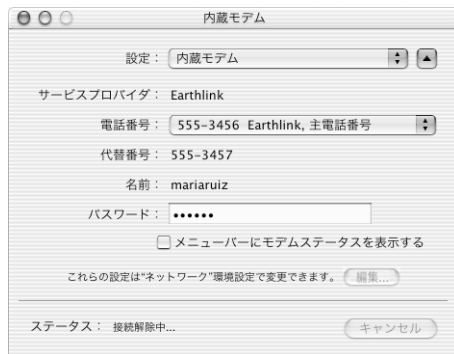 内蔵モデム
設定： 内蔵モデム
サービスプロバイダ： Earthlink
電話番号： 555-3456 Earthlink, 主電話番号
代替番号： 555-3457
名前： mariaruiz
パスワード： ••••••
メニューバーにモデムステータスを表示する
これらの設定は“ネットワーク”環境設定で変更できます。 編集...
ステータス： 接続解除中... キャンセル